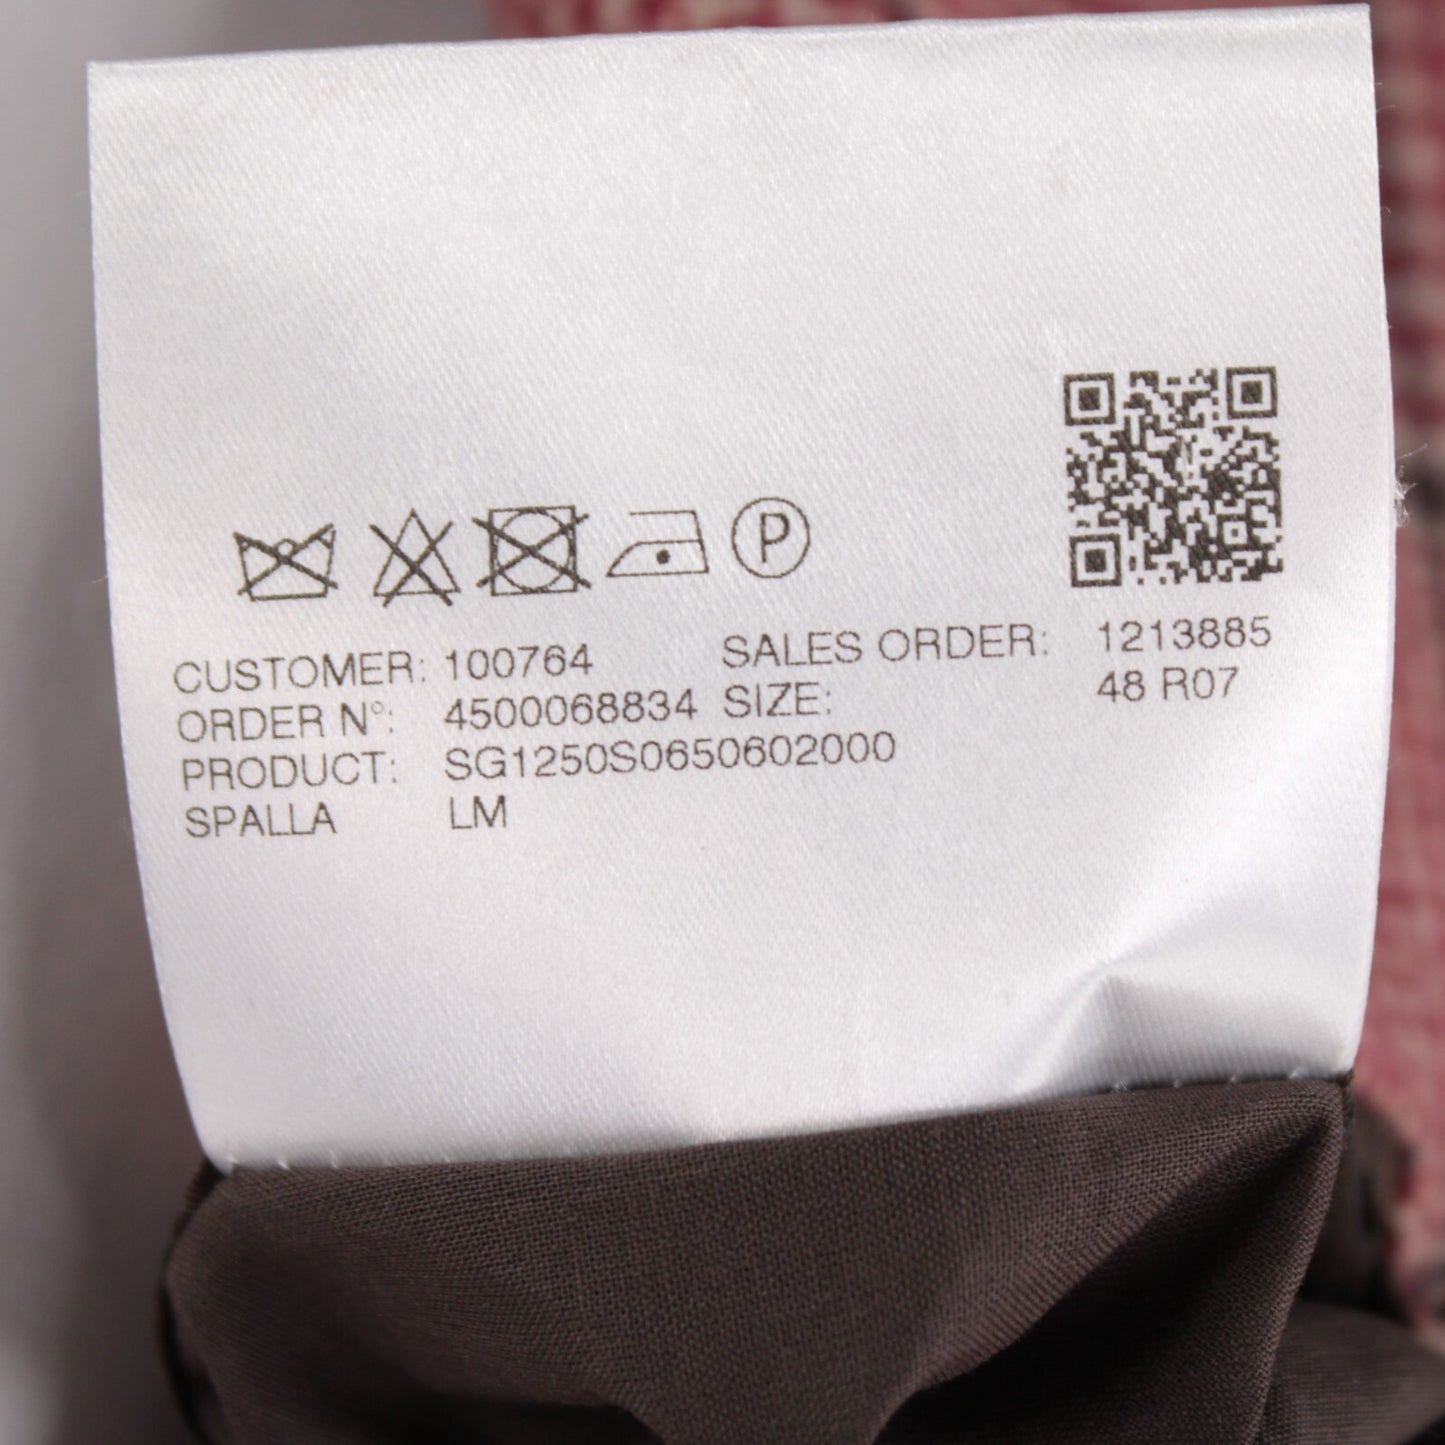 P
CUSTOMER: 100764 SALES ORDER: 1213885
ORDER N°: 4500068834 SIZE: 48 R07
PRODUCT: SG1250S0650602000
SPALLA LM